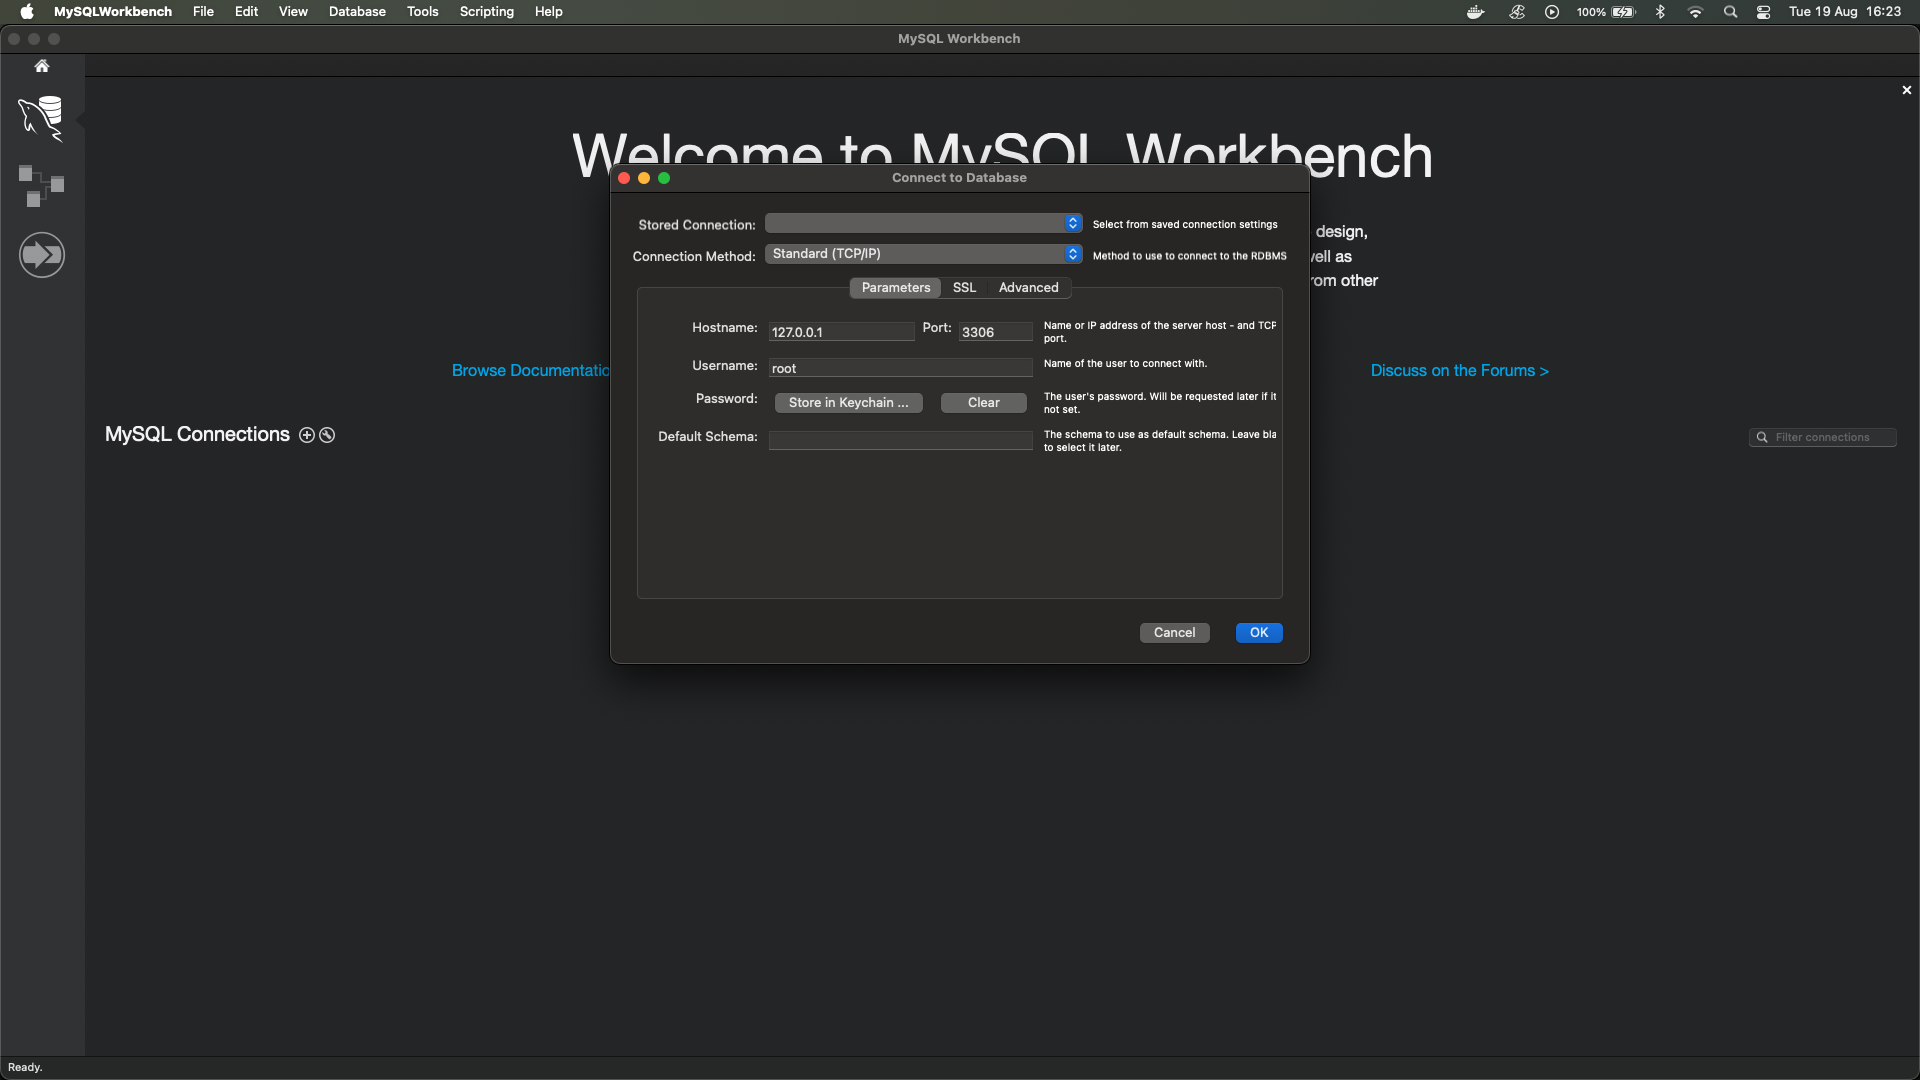 MySQLWorkbench File Edit View Database Tools Scripting Help 100% Tue 19 Aug 16:23
MySQL Workbench
Welcome to MySQL Workbench
Connect to Database
Stored Connection: Select from saved connection settings
design,
Connection Method: Standard (TCP/IP) Method to use to connect to the RDBMS
ell as
Parameters SSL Advanced
rom other
Hostname: 127.0.0.1 Port: 3306 Name or IP address of the server host - and TCP
port.
Username: root Name of the user to connect with.
Browse Documentatio
Discuss on the Forums >
Password: Store in Keychain ... Clear The user's password. Will be requested later if it
not set.
MySQL Connections
Default Schema: The schema to use as default schema. Leave bla
to select it later.
Filter connections
Cancel OK
Ready.